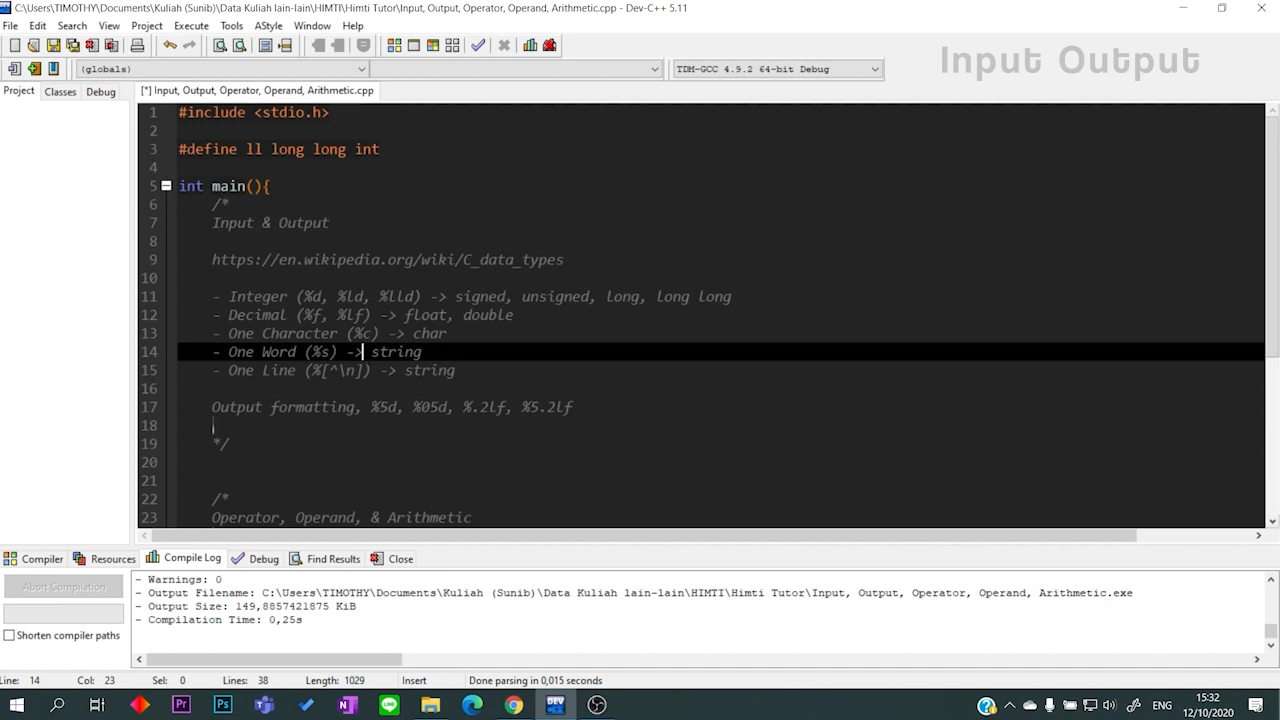 C:\Users\TIMOTHY\Documents\Kuliah (Sunib)\Data Kuliah lain-lain\HIMTI\Himti Tutor\Input, Output, Operator, Operand, Arithmetic.cpp - Dev-C++ 5.11
File Edit Search View Project Execute Tools AStyle Window Help
Input Output
(globals)
TDM-GCC 4.9.2 64-bit Debug
Project Classes Debug
[*] Input, Output, Operator, Operand, Arithmetic.cpp
1 #include <stdio.h>
2
3 #define ll long long int
4
5 int main(){
6 /*
7 Input & Output
8
9 https://en.wikipedia.org/wiki/C_data_types
10
11 - Integer (%d, %ld, %lld) -> signed, unsigned, long, long long
12 - Decimal (%f, %lf) -> float, double
13 - One Character (%c) -> char
14 - One Word (%s) -> string
15 - One Line (%[^\n]) -> string
16
17 Output formatting, %5d, %05d, %.2lf, %5.2lf
18
19 */
20
21
22 /*
23 Operator, Operand, & Arithmetic
Compiler Resources Compile Log Debug Find Results Close
Abort Compilation
Shorten compiler paths
- Warnings: 0
- Output Filename: C:\Users\TIMOTHY\Documents\Kuliah (Sunib)\Data Kuliah lain-lain\HIMTI\Himti Tutor\Input, Output, Operator, Operand, Arithmetic.exe
- Output Size: 149,8857421875 KiB
- Compilation Time: 0,25s
Line: 14 Col: 23 Sel: 0 Lines: 38 Length: 1029 Insert Done parsing in 0,015 seconds
Pr Ps DEV ENG
15:32
12/10/2020